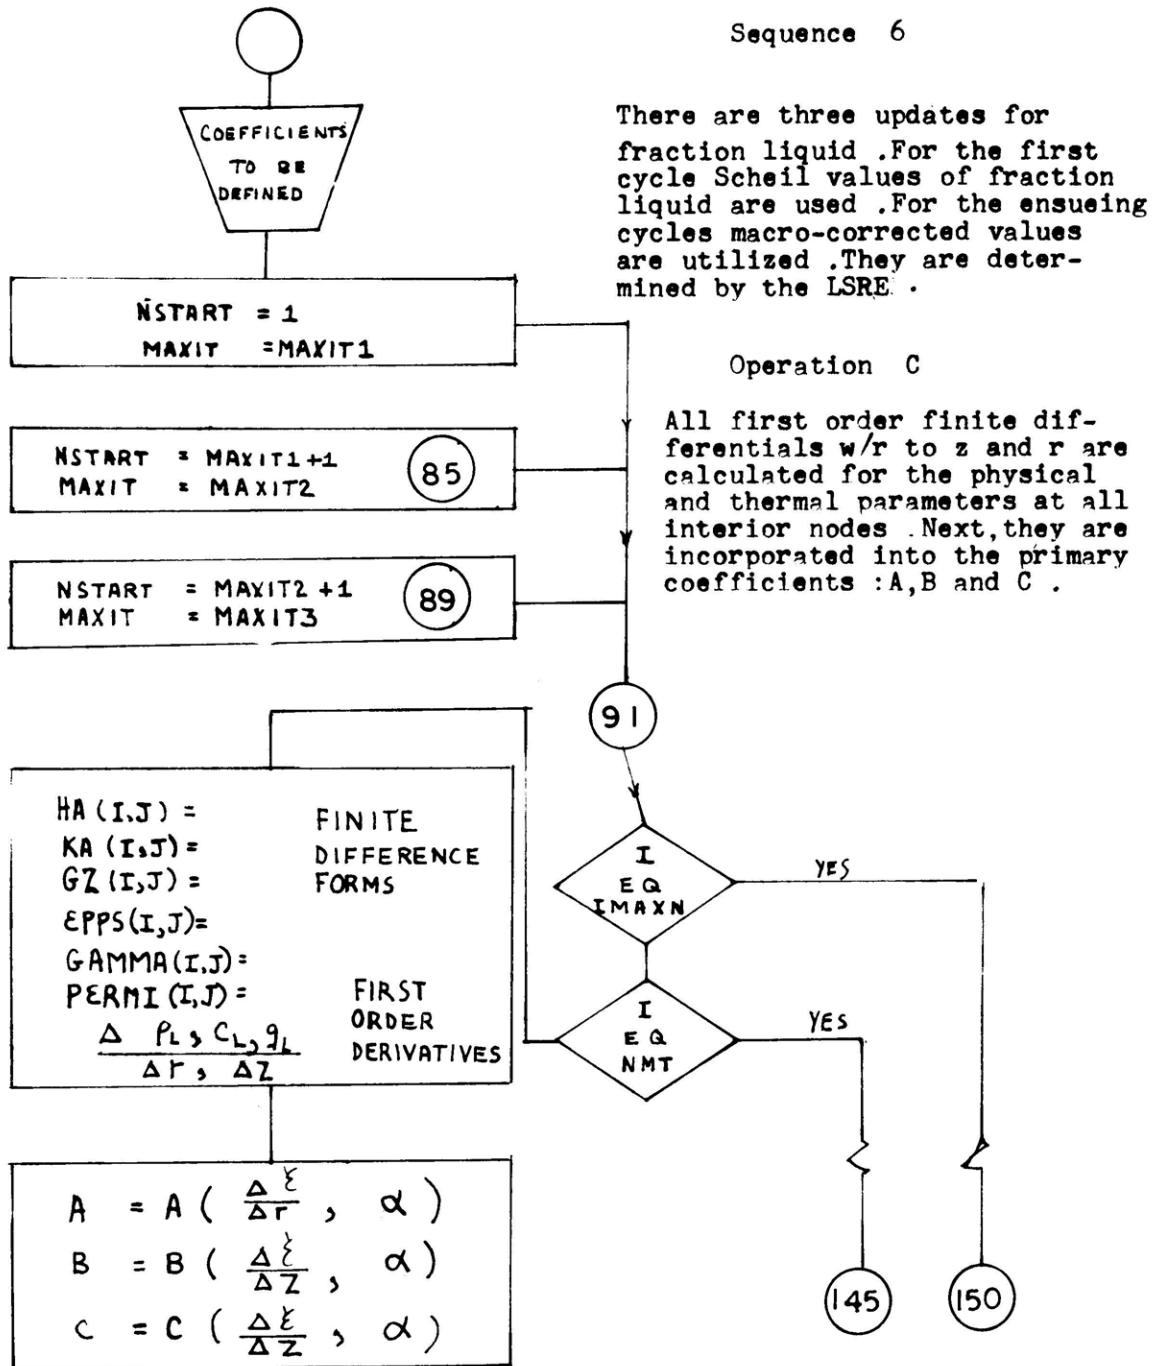 Sequence 6
There are three updates for
fraction liquid .For the first
cycle Scheil values of fraction
liquid are used .For the ensueing
cycles macro-corrected values
are utilized .They are deter-
mined by the LSRE .
Operation C
All first order finite dif-
ferentials w/r to z and r are
calculated for the physical
and thermal parameters at all
interior nodes .Next,they are
incorporated into the primary
coefficients :A,B and C .
COEFFICIENTS
TO BE
DEFINED
NSTART = 1
MAXIT =MAXIT1
NSTART = MAXIT1+1
MAXIT = MAXIT2
85
NSTART = MAXIT2+1
MAXIT = MAXIT3
89
91
I
EQ
IMAXN
YES
I
EQ
NMT
YES
145
150
HA(I,J) =
KA(I,J) =
GZ(I,J) =
EPPS(I,J)=
GAMMA(I,J)=
PERMI(I,J)=
FINITE
DIFFERENCE
FORMS
FIRST
ORDER
DERIVATIVES
Δ ρL, CL, gL
Δr, ΔZ
A = A ( Δξ/Δr , α )
B = B ( Δξ/ΔZ , α )
C = C ( Δξ/ΔZ , α )